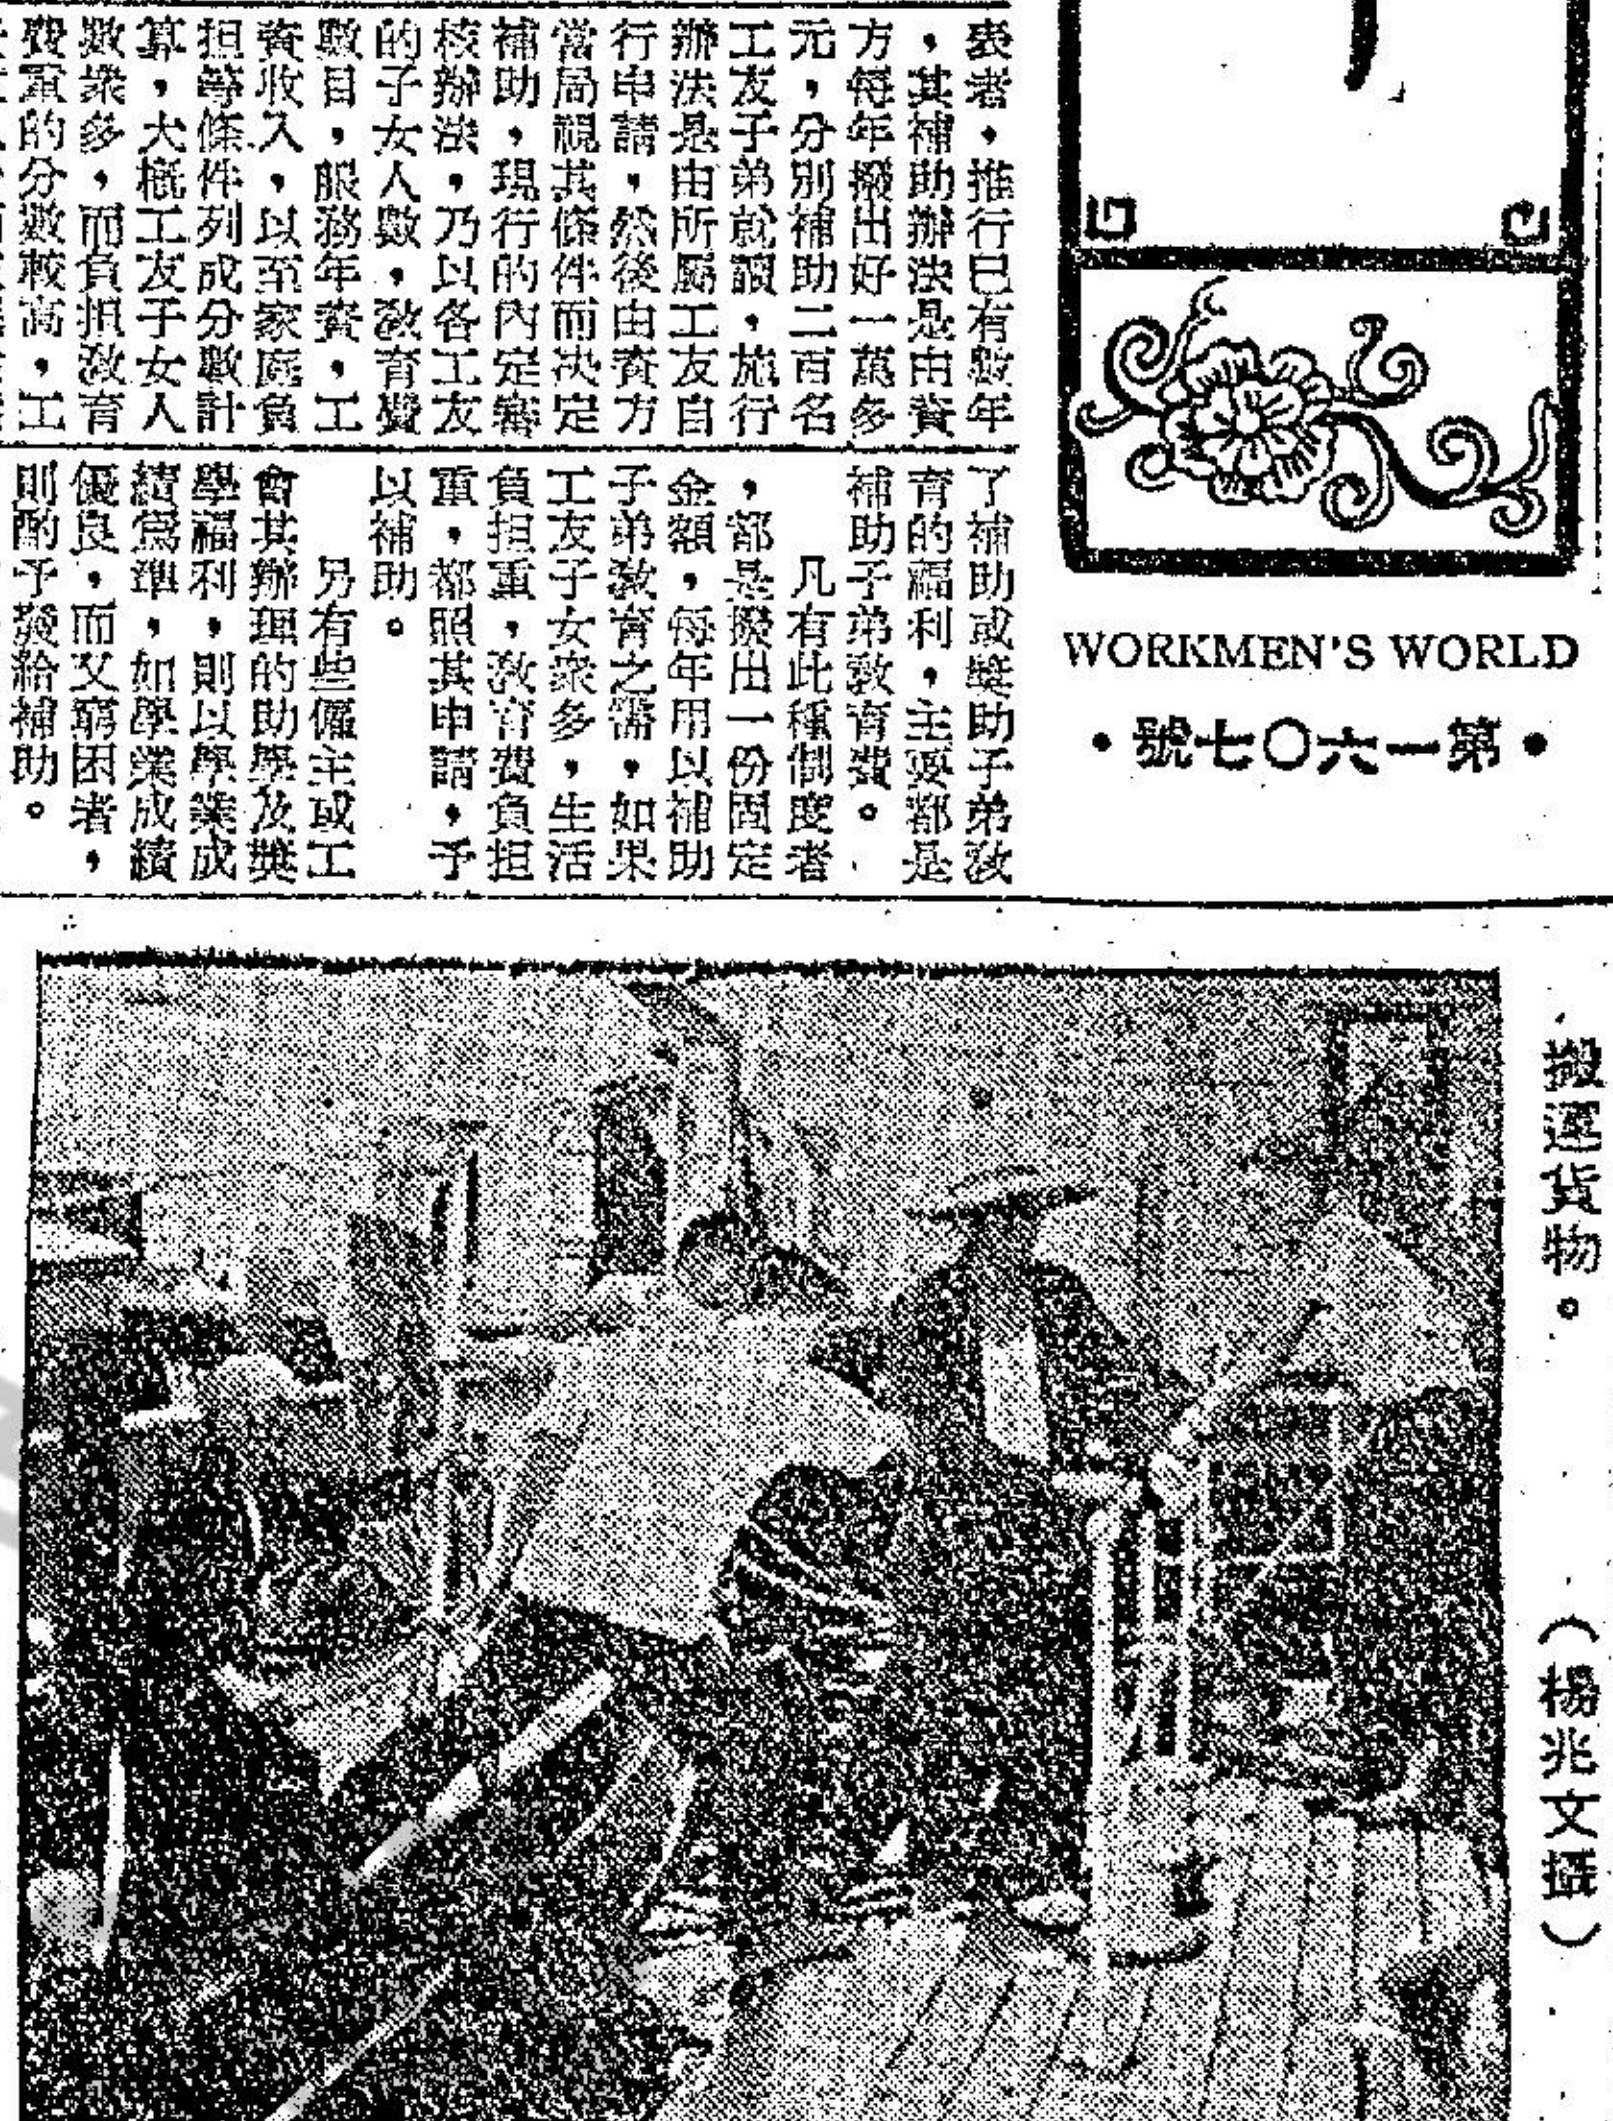 WORKMEN'S WORLD
•號七〇六一第•
表者，推行已有數年
，其補助辦法是由資
方每年撥出好一萬多
元，分別補助二百名
工友子弟就讀，施行
辦法是由所屬工友自
行申請，然後由資方
當局視其條件而决定
補助，現行的內定審
核辦法，乃以各工友
的子女人數，教育費
數目，服務年資，工
資收入，以至家庭負
担等條件列成分數計
算，大概工友子女人
數衆多，而負担教育
費重的分數較高，工
了補助或獎助子弟教
育的福利，主要都是
補助子弟教育費。
凡有此種制度者
，都是撥出一份固定
金額，每年用以補助
子弟教育之需，如果
工友子女衆多，生活
負担重，教育費負担
重，都照其申請，予
以補助。
另有些僱主或工
會其辦理的助學及獎
學福利，則以學業成
績爲準，如學業成績
優良，而又窮困者，
則酌予發給補助。
搬運貨物。
（楊兆文攝）